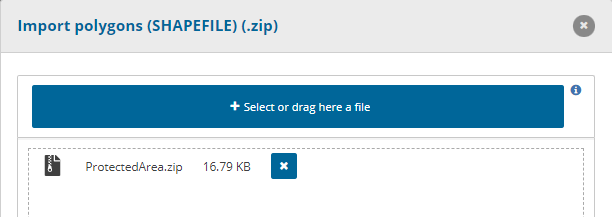 Import polygons (SHAPEFILE) (.zip)
+ Select or drag here a file
ProtectedArea.zip 16.79 KB